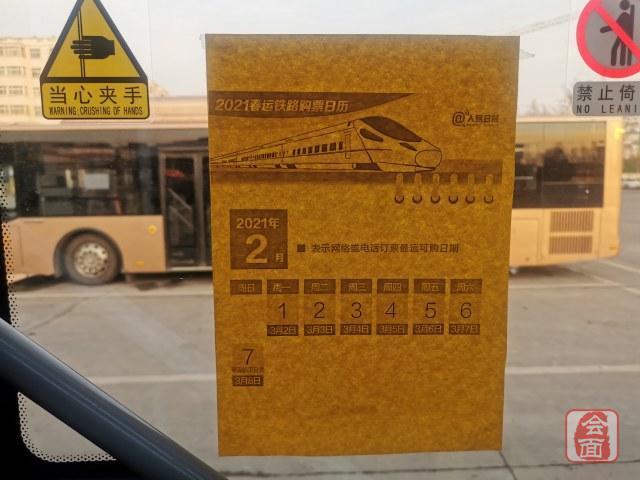 当心夹手
WARNING:CRUSHING OF HANDS
禁止倚
NO LEANI
2021春运铁路购票日历
@人民日报
2021年
2月
表示网络或电话订票最远可购日期
周日 周一 周二 周三 周四 周五 周六
1 2 3 4 5 6
3月2日 3月3日 3月4日 3月5日 3月6日 3月7日
7
3月8日
会面